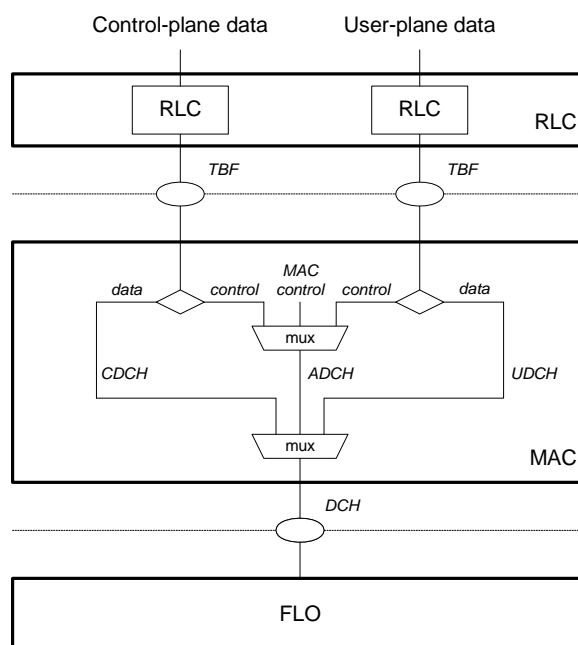 Control-plane data User-plane data
RLC RLC
RLC
TBF TBF
MAC
data control control control data
mux
CDCH ADCH UDCH
mux
MAC
DCH
FLO